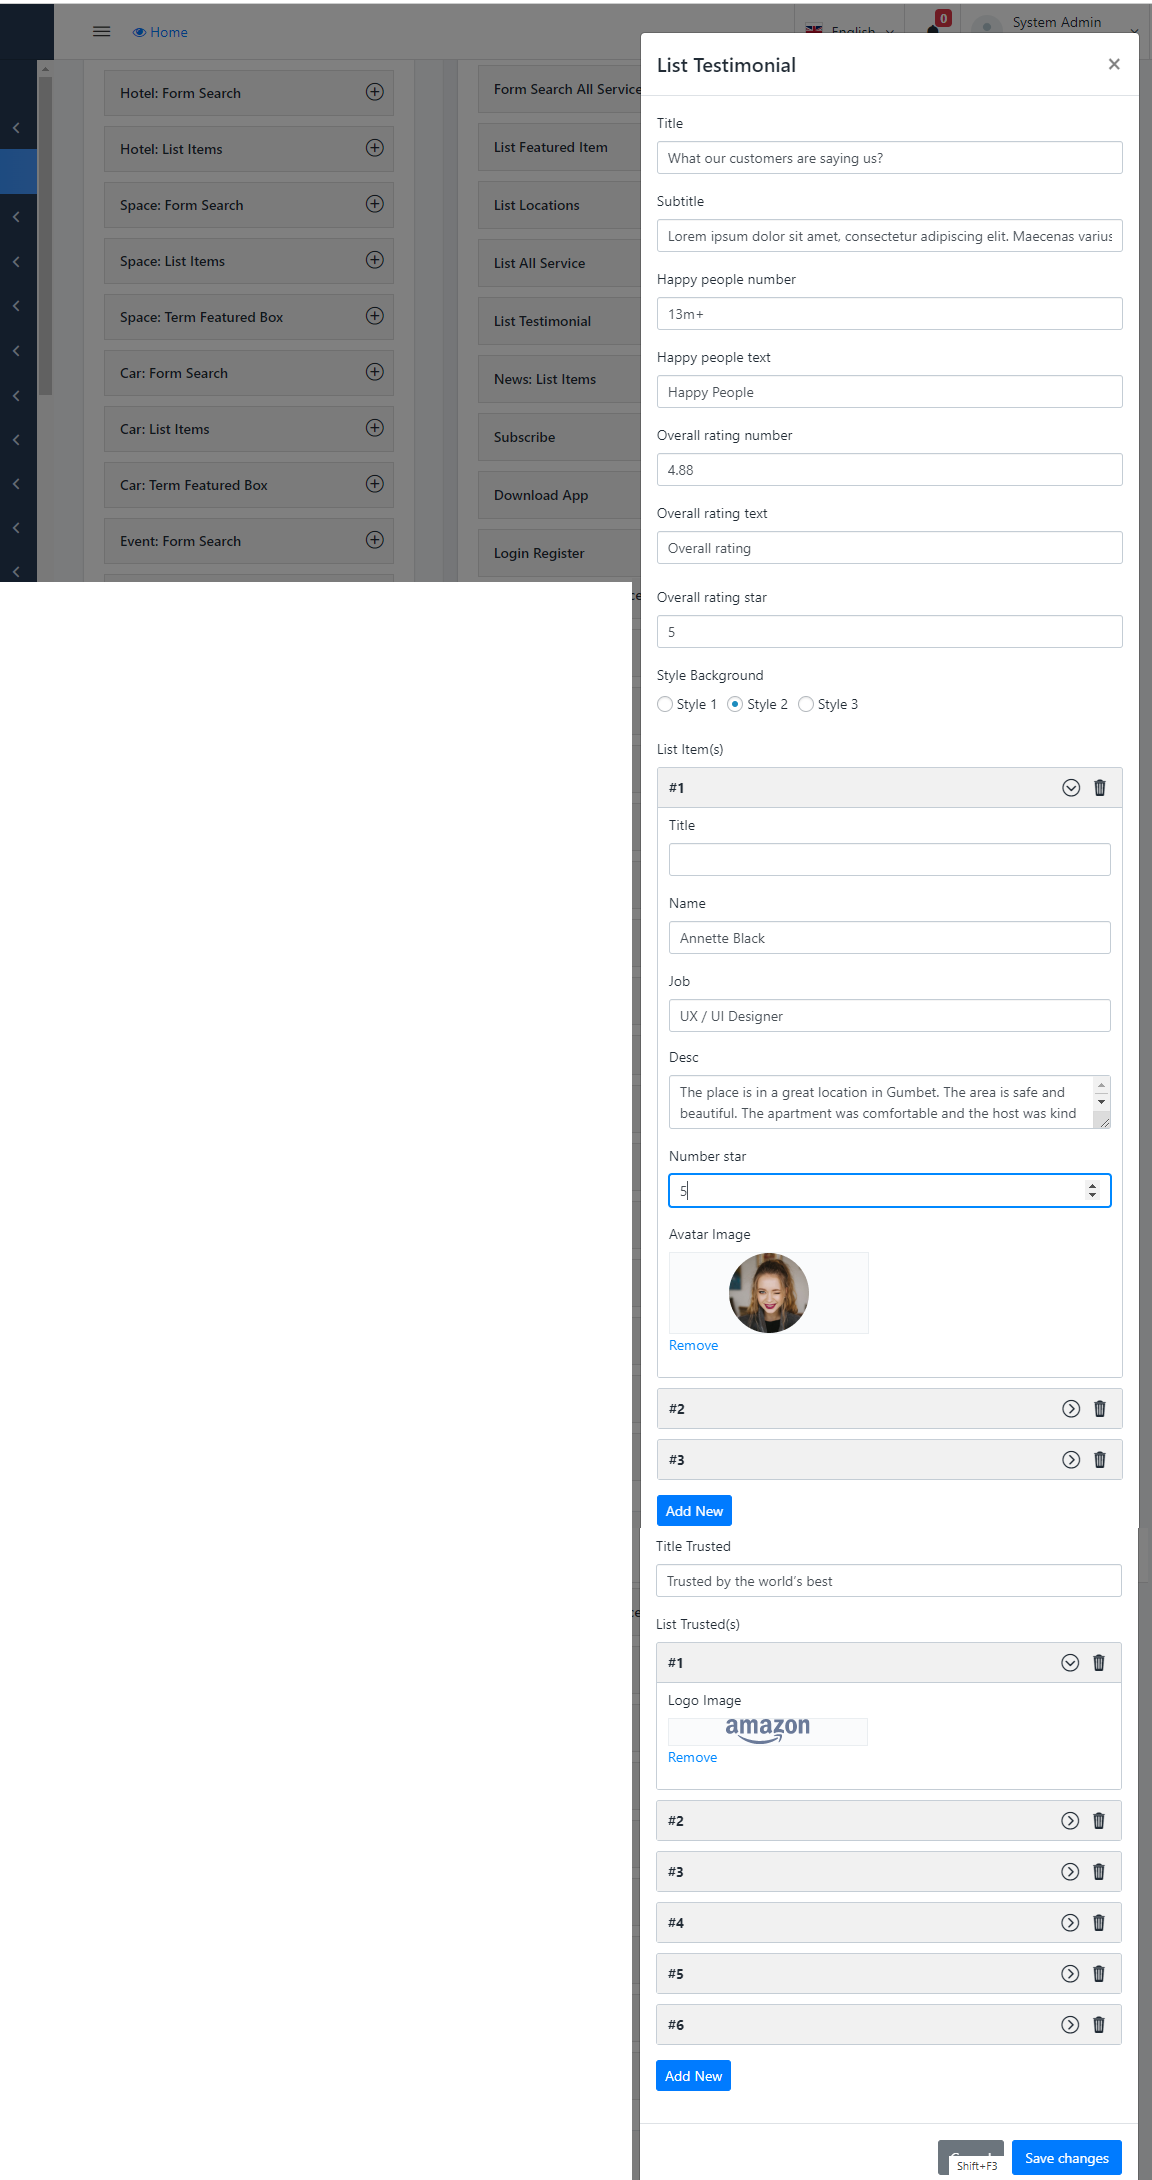 Home
English
0
System Admin
Hotel: Form Search
Hotel: List Items
Space: Form Search
Space: List Items
Space: Term Featured Box
Car: Form Search
Car: List Items
Car: Term Featured Box
Event: Form Search
Form Search All Service
List Featured Item
List Locations
List All Service
List Testimonial
News: List Items
Subscribe
Download App
Login Register
List Testimonial
×
Title
What our customers are saying us?
Subtitle
Lorem ipsum dolor sit amet, consectetur adipiscing elit. Maecenas varius
Happy people number
13m+
Happy people text
Happy People
Overall rating number
4.88
Overall rating text
Overall rating
Overall rating star
5
Style Background
Style 1 Style 2 Style 3
List Item(s)
#1
Title
Name
Annette Black
Job
UX / UI Designer
Desc
The place is in a great location in Gumbet. The area is safe and
beautiful. The apartment was comfortable and the host was kind
Number star
5
Avatar Image
Remove
#2
#3
Add New
Title Trusted
Trusted by the world’s best
List Trusted(s)
#1
Logo Image
amazon
Remove
#2
#3
#4
#5
#6
Add New
Save changes
Shift+F3